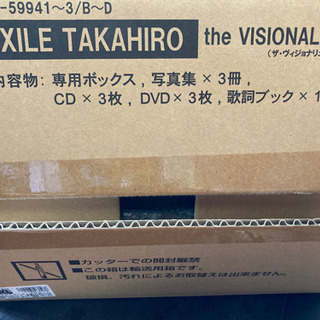 -59941～3/B～D
XILE TAKAHIRO the VISIONAL
(ザ・ヴィジョナリュ
内容物：専用ボックス，写真集×3冊，
CD×3枚，DVD×3枚，歌詞ブック×1
■カッターでの開封厳禁
■この箱は輸送用箱です。
破損、汚れによるお取替えは出来ません。